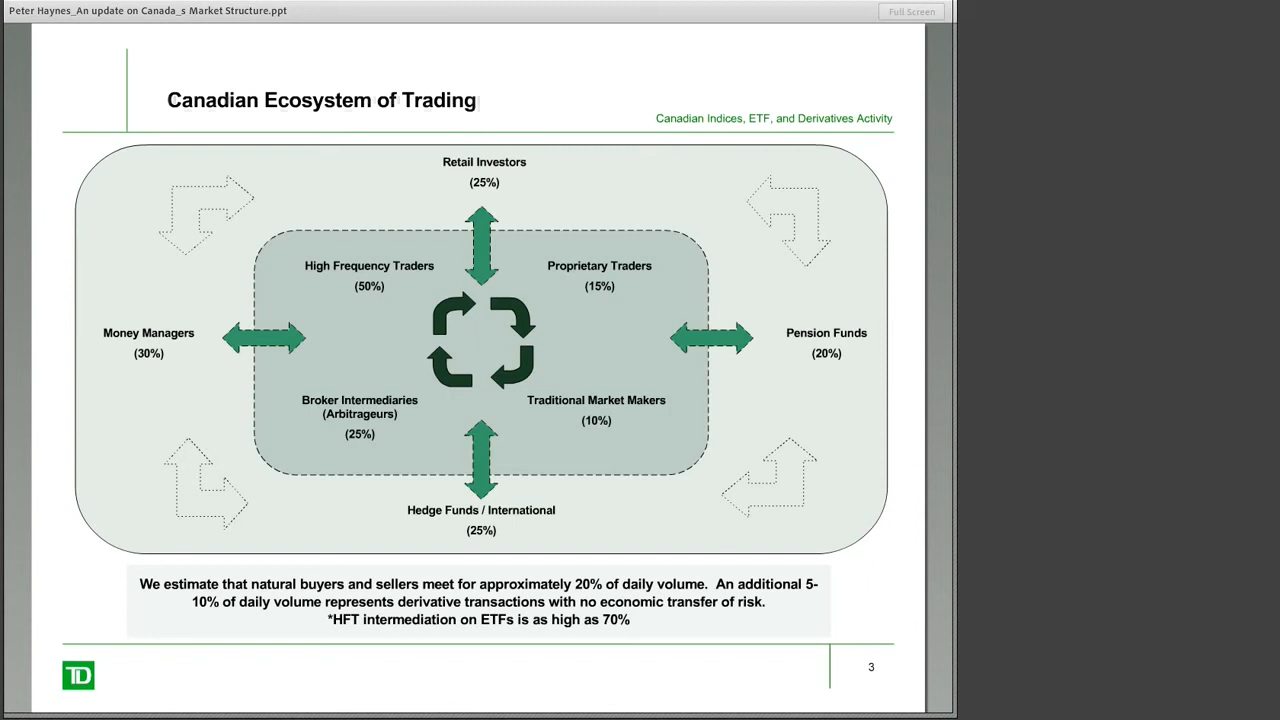 Peter Haynes_An update on Canada_s Market Structure.ppt
Full Screen
Canadian Ecosystem of Trading
Canadian Indices, ETF, and Derivatives Activity
Retail Investors
(25%)
High Frequency Traders
(50%)
Proprietary Traders
(15%)
Money Managers
(30%)
Pension Funds
(20%)
Broker Intermediaries
(Arbitrageurs)
(25%)
Traditional Market Makers
(10%)
Hedge Funds / International
(25%)
We estimate that natural buyers and sellers meet for approximately 20% of daily volume.  An additional 5-
10% of daily volume represents derivative transactions with no economic transfer of risk.
*HFT intermediation on ETFs is as high as 70%
TD
3